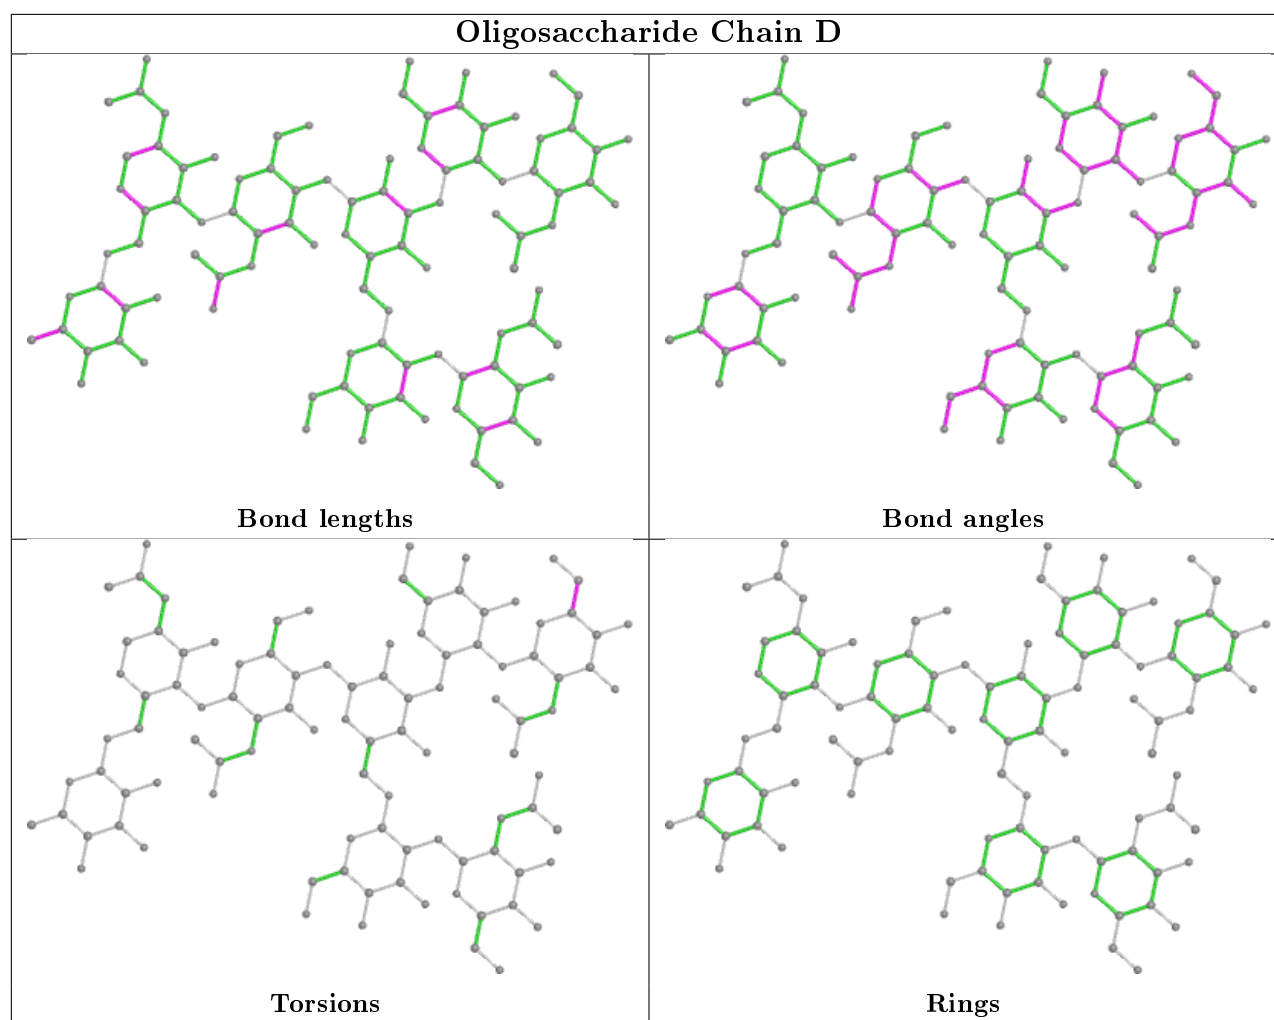 Oligosaccharide Chain D
Bond lengths
Bond angles
Torsions
Rings